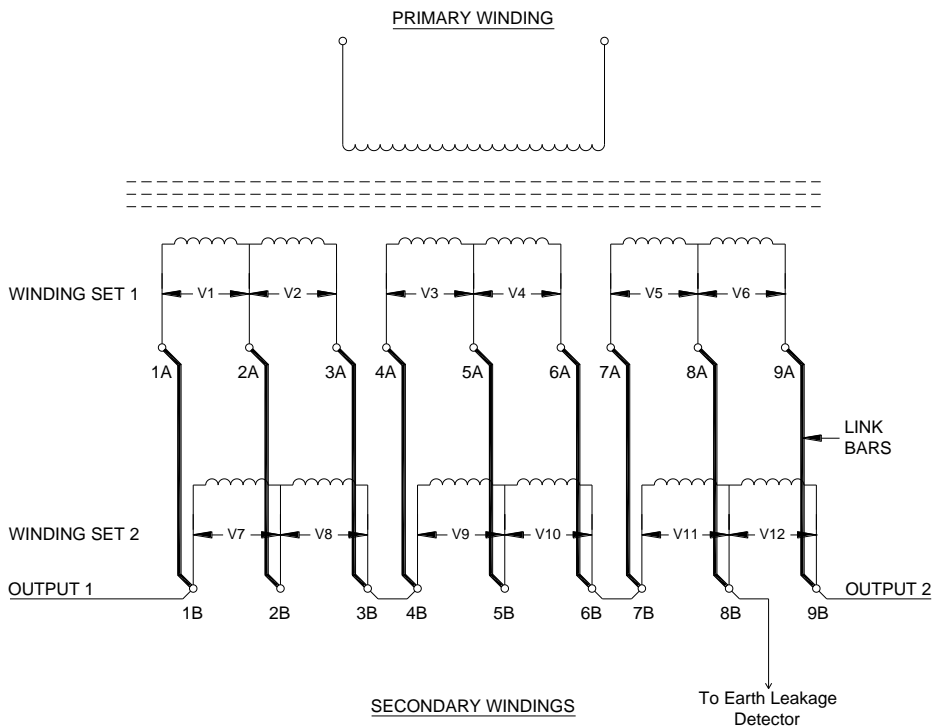 PRIMARY WINDING
WINDING SET 1
V1
V2
V3
V4
V5
V6
1A
2A
3A
4A
5A
6A
7A
8A
9A
LINK
BARS
WINDING SET 2
V7
V8
V9
V10
V11
V12
OUTPUT 1
OUTPUT 2
1B
2B
3B
4B
5B
6B
7B
8B
9B
SECONDARY WINDINGS
To Earth Leakage
Detector